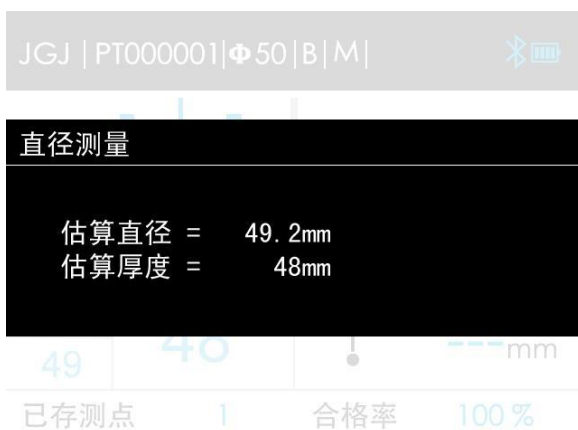 JGJ | PT000001|Φ50|B|M|
直径测量
估算直径 = 49.2mm
估算厚度 = 48mm
49 48 ---mm
已存测点 1 合格率 100 %